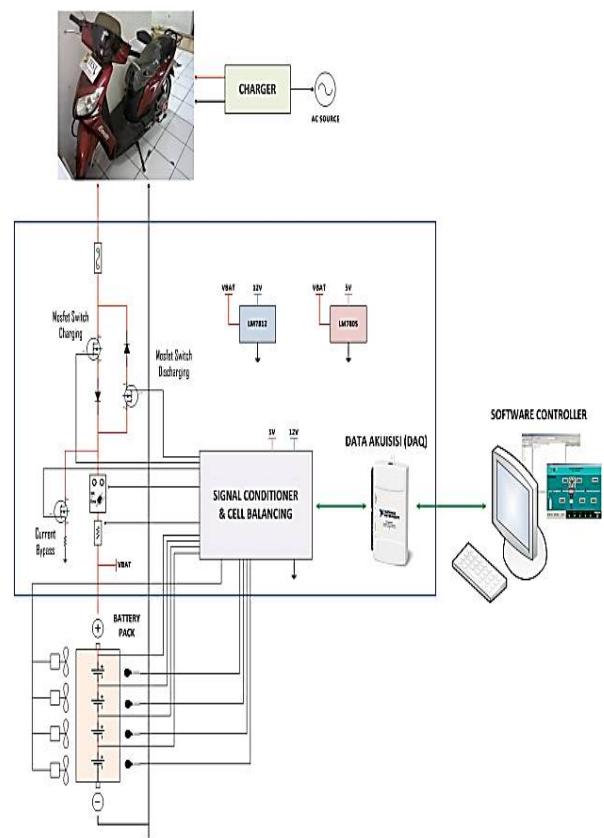 CHARGER
AC SOURCE
Mosfet Switch
Charging
Mosfet Switch
Discharging
VBAT
12V
LM7812
VBAT
5V
LM7805
5V
12V
SIGNAL CONDITIONER
& CELL BALANCING
DATA AKUISISI (DAQ)
SOFTWARE CONTROLLER
Current
Bypass
VBAT
BATTERY
PACK